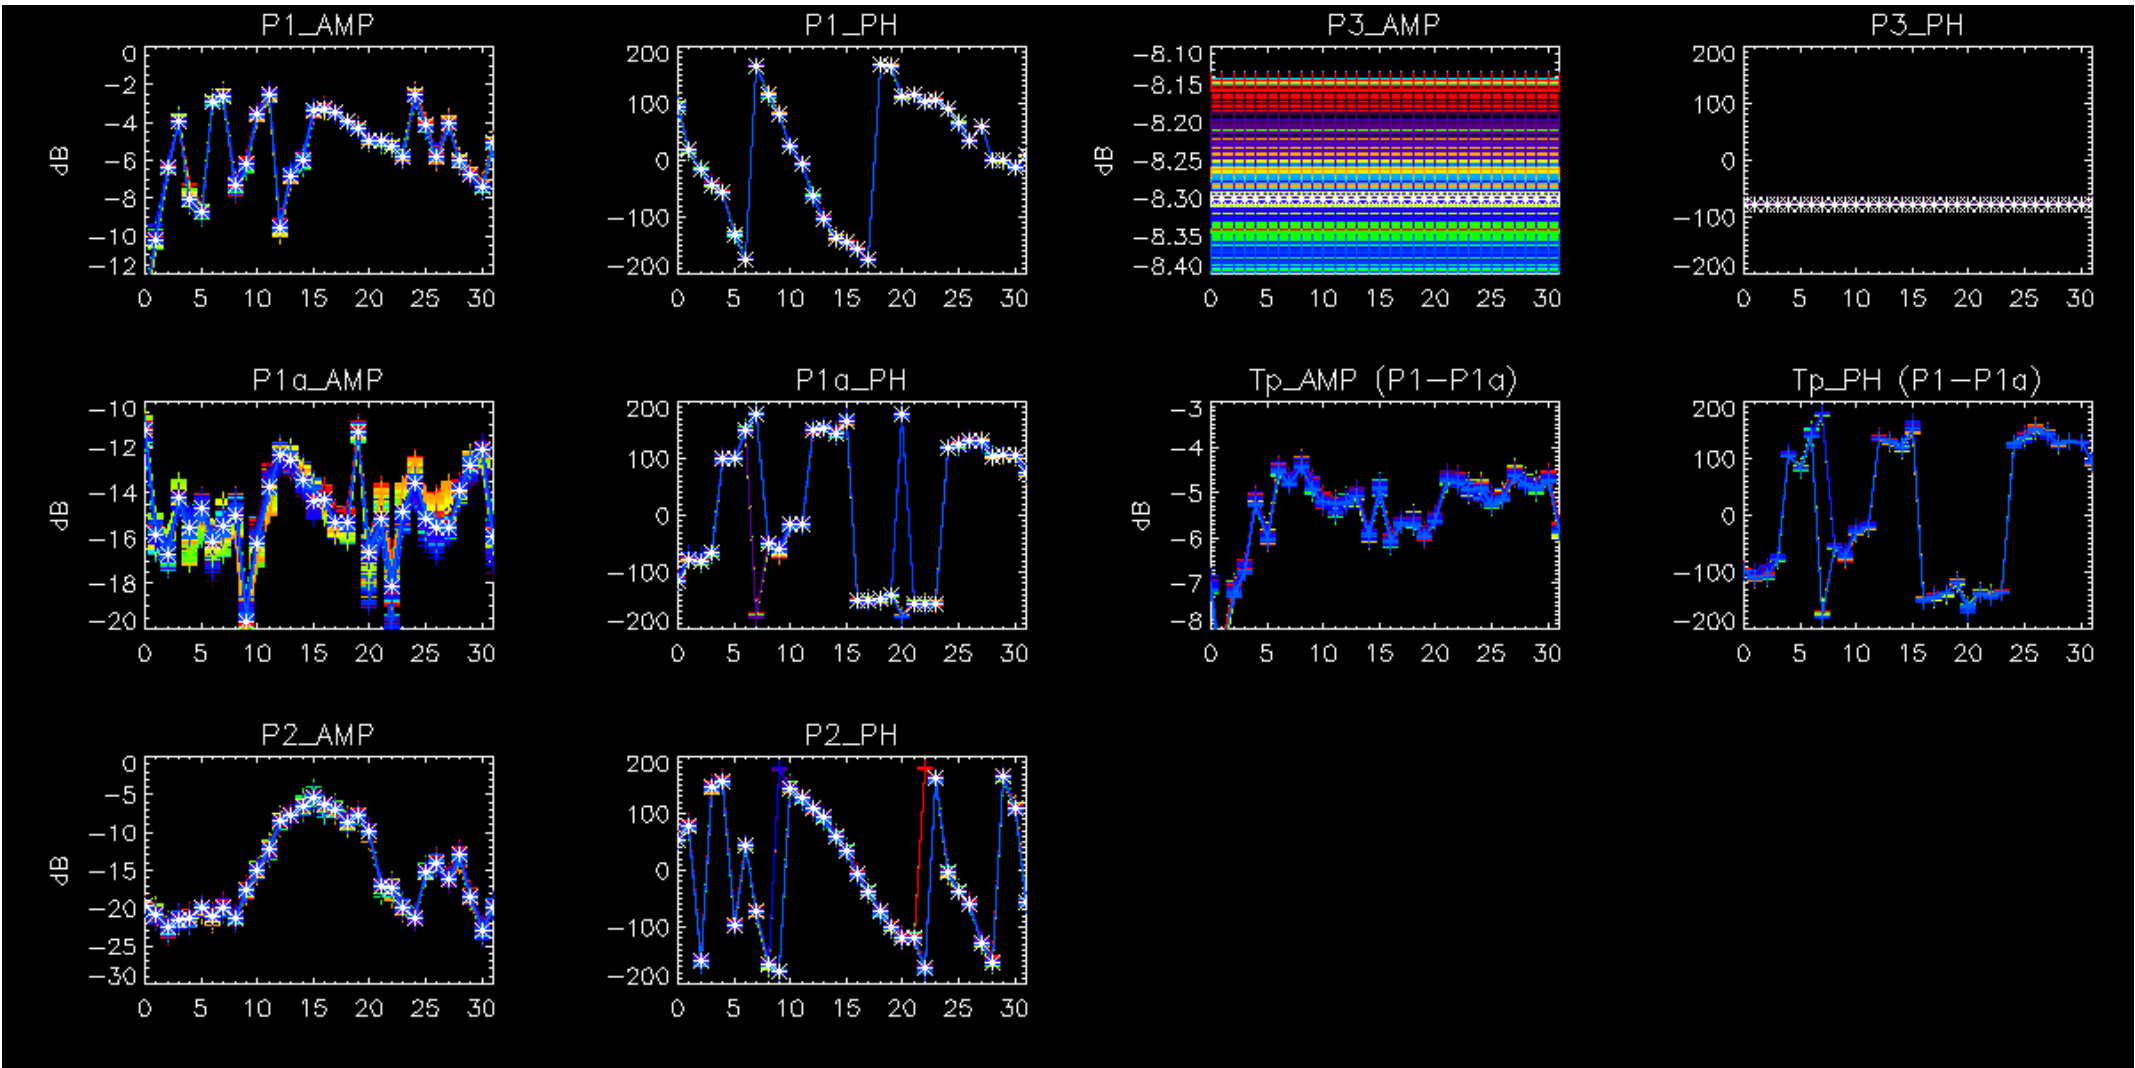 P1_AMP
0
−2
−4
−6
−8
−10
−12
dB
0 5 10 15 20 25 30
P1_PH
200
100
0
−100
−200
0 5 10 15 20 25 30
P3_AMP
−8.10
−8.15
−8.20
−8.25
−8.30
−8.35
−8.40
dB
0 5 10 15 20 25 30
P3_PH
200
100
0
−100
−200
0 5 10 15 20 25 30
P1a_AMP
−10
−12
−14
−16
−18
−20
dB
0 5 10 15 20 25 30
P1a_PH
200
100
0
−100
−200
0 5 10 15 20 25 30
Tp_AMP (P1−P1a)
−3
−4
−5
−6
−7
−8
dB
0 5 10 15 20 25 30
Tp_PH (P1−P1a)
200
100
0
−100
−200
0 5 10 15 20 25 30
P2_AMP
0
−5
−10
−15
−20
−25
−30
dB
0 5 10 15 20 25 30
P2_PH
200
100
0
−100
−200
0 5 10 15 20 25 30